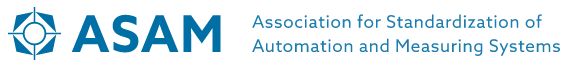 ASAM
Association for Standardization of
Automation and Measuring Systems